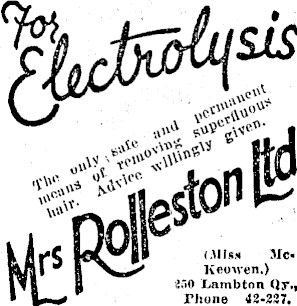 For
Electrolysis
The only safe and permanent
means of removing superfluous
hair. Advice willingly given.
Mrs Rolleston Ltd
(Miss Mc-
Keowen.)
250 Lambton Qy.,
Phone 42-227.